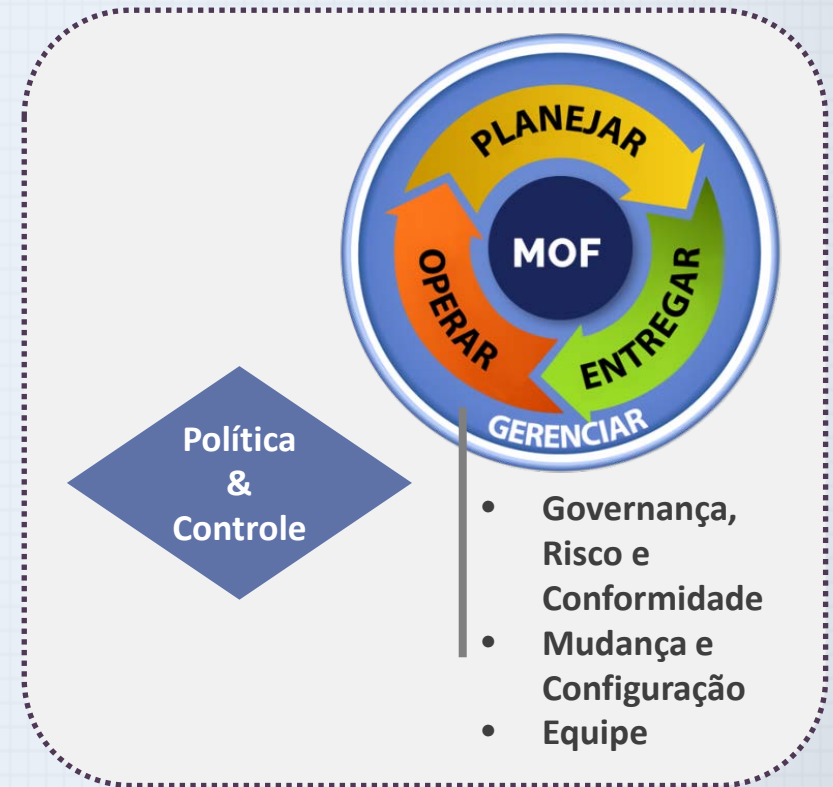 PLANEJAR
MOF
OPERAR
ENTREGAR
GERENCIAR
Política
&
Controle
• Governança,
Risco e
Conformidade
• Mudança e
Configuração
• Equipe